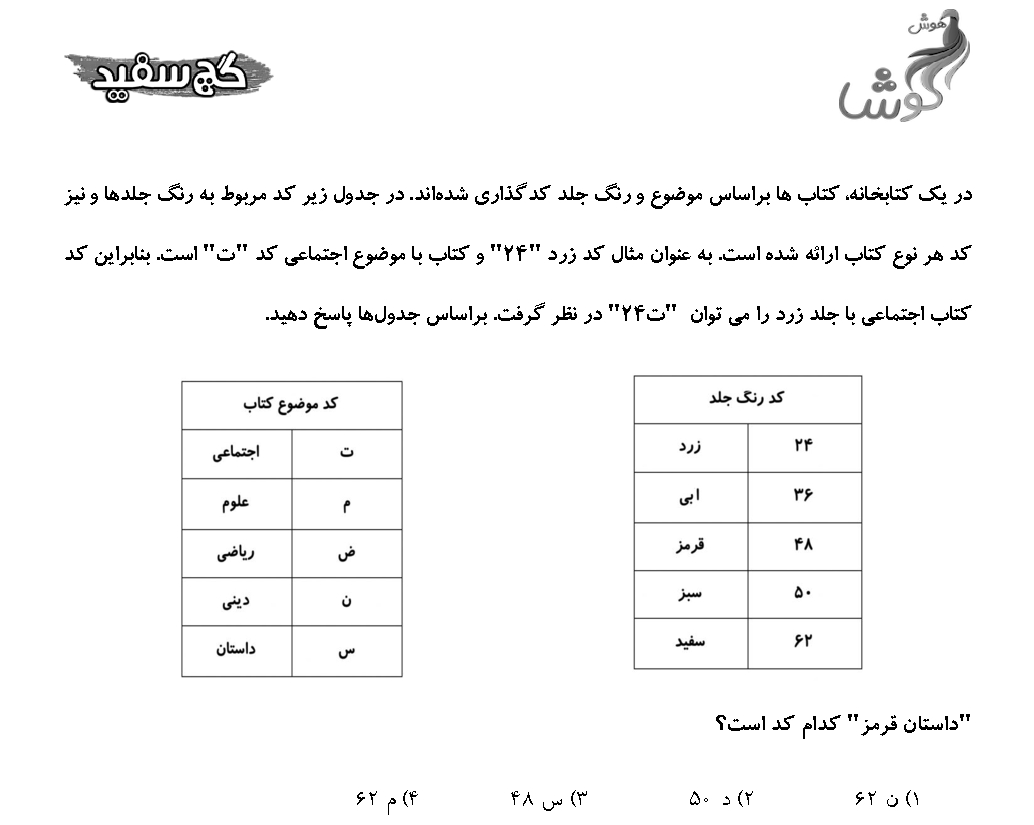 هوش
گوشا
گچ سفید
در یک کتابخانه، کتاب ها براساس موضوع و رنگ جلد کدگذاری شده‌اند. در جدول زیر کد مربوط به رنگ جلدها و نیز
کد هر نوع کتاب ارائه شده است. به عنوان مثال کد زرد "۲۴" و کتاب با موضوع اجتماعی کد "ت" است. بنابراین کد
کتاب اجتماعی با جلد زرد را می توان "ت۲۴" در نظر گرفت. براساس جدول‌ها پاسخ دهید.
کد رنگ جلد
۲۴ زرد
۳۶ ابی
۴۸ قرمز
۵۰ سبز
۶۲ سفید
کد موضوع کتاب
ت اجتماعی
م علوم
ض ریاضی
ن دینی
س داستان
"داستان قرمز" کدام کد است؟
۱) ن ۶۲ ۲) د ۵۰ ۳) س ۴۸ ۴) م ۶۲